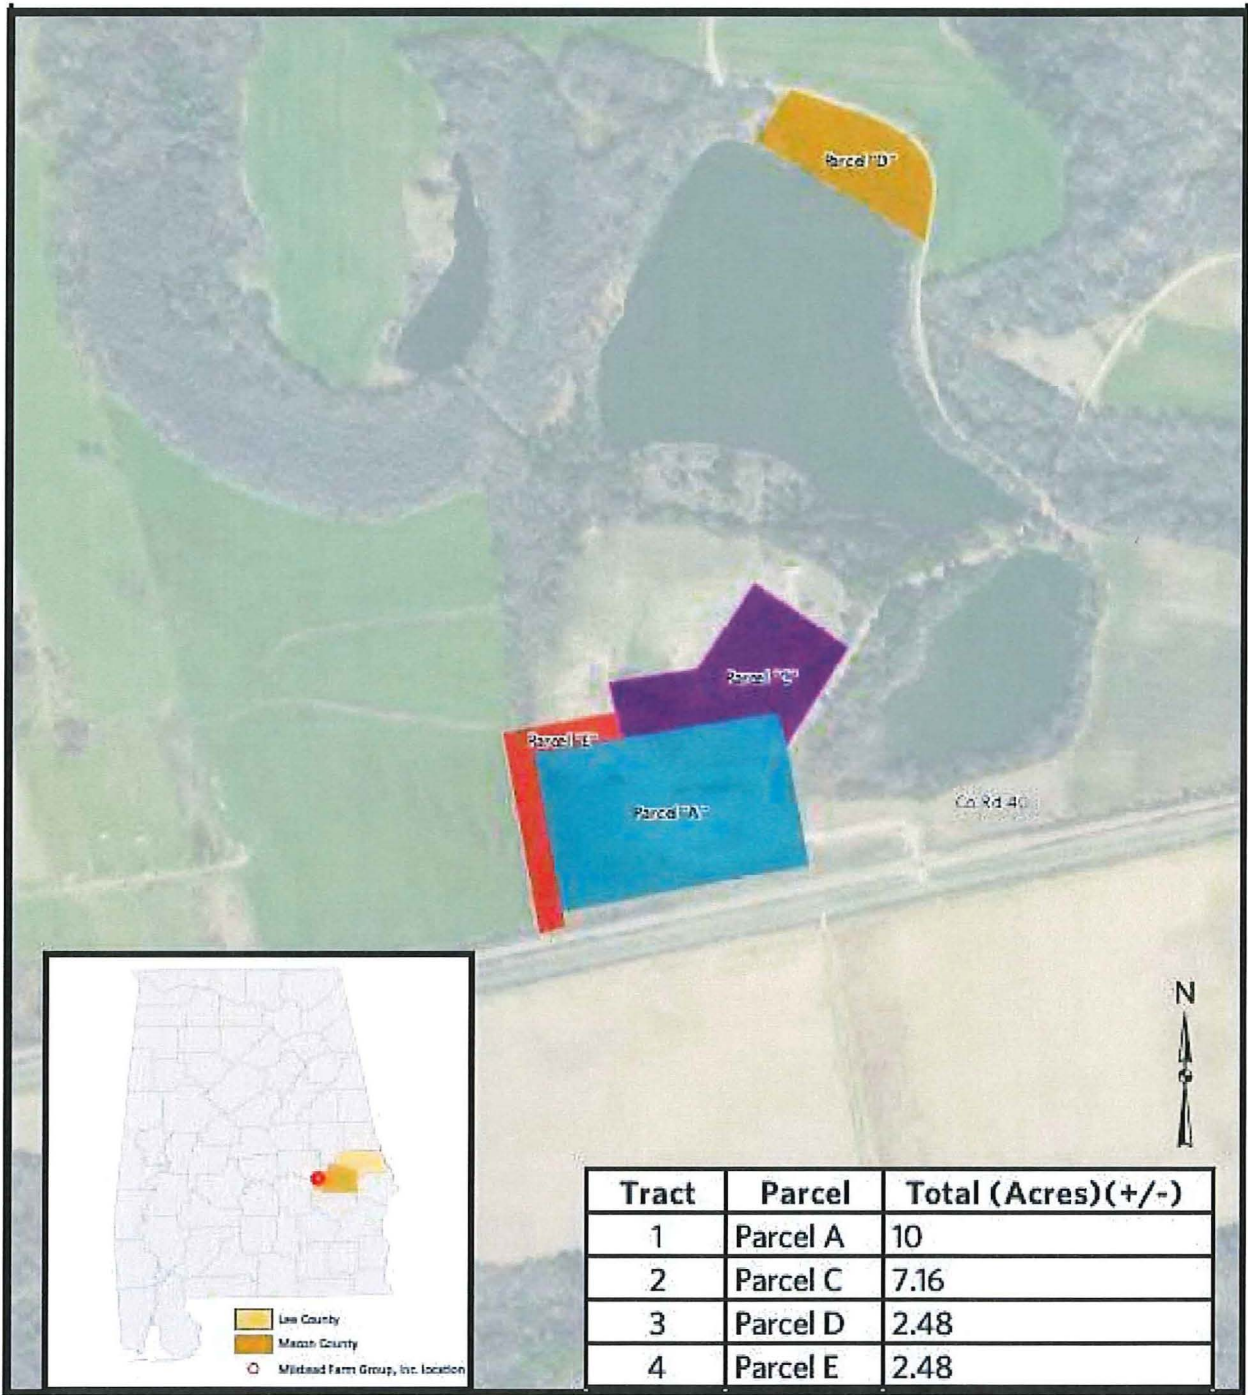 Parcel "D"
Parcel "C"
Parcel "E"
Parcel "A"
Co Rd 40
N
Lee County
Macon County
Milstead Farm Group, Inc. location
Tract Parcel Total (Acres)(+/-)
1 Parcel A 10
2 Parcel C 7.16
3 Parcel D 2.48
4 Parcel E 2.48